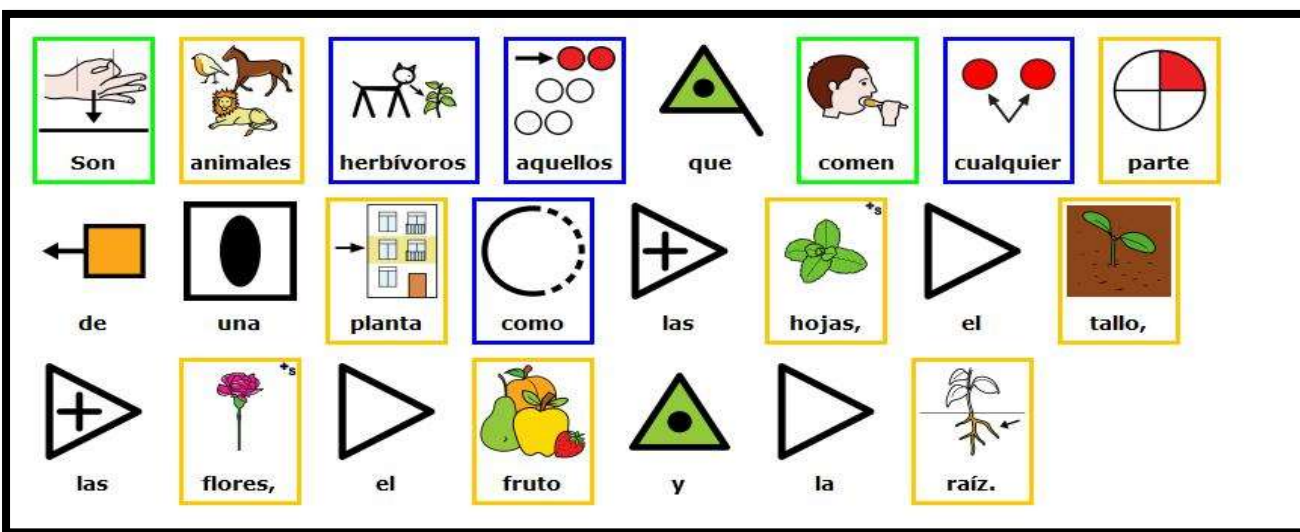 Son animales herbívoros aquellos que comen cualquier parte
de una planta como las hojas, el tallo,
las flores, el fruto y la raíz.